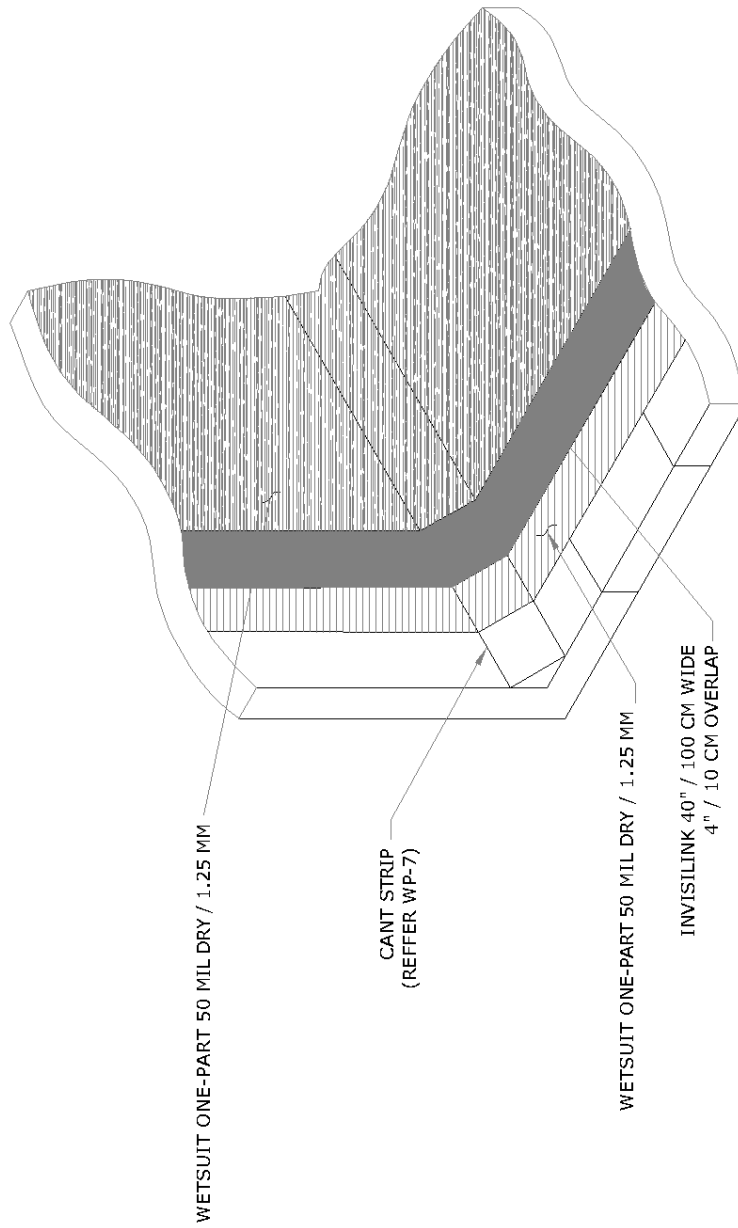 WETSUIT ONE-PART 50 MIL DRY / 1.25 MM
CANT STRIP
(REFFER WP-7)
WETSUIT ONE-PART 50 MIL DRY / 1.25 MM
INVISILINK 40" / 100 CM WIDE
4" / 10 CM OVERLAP